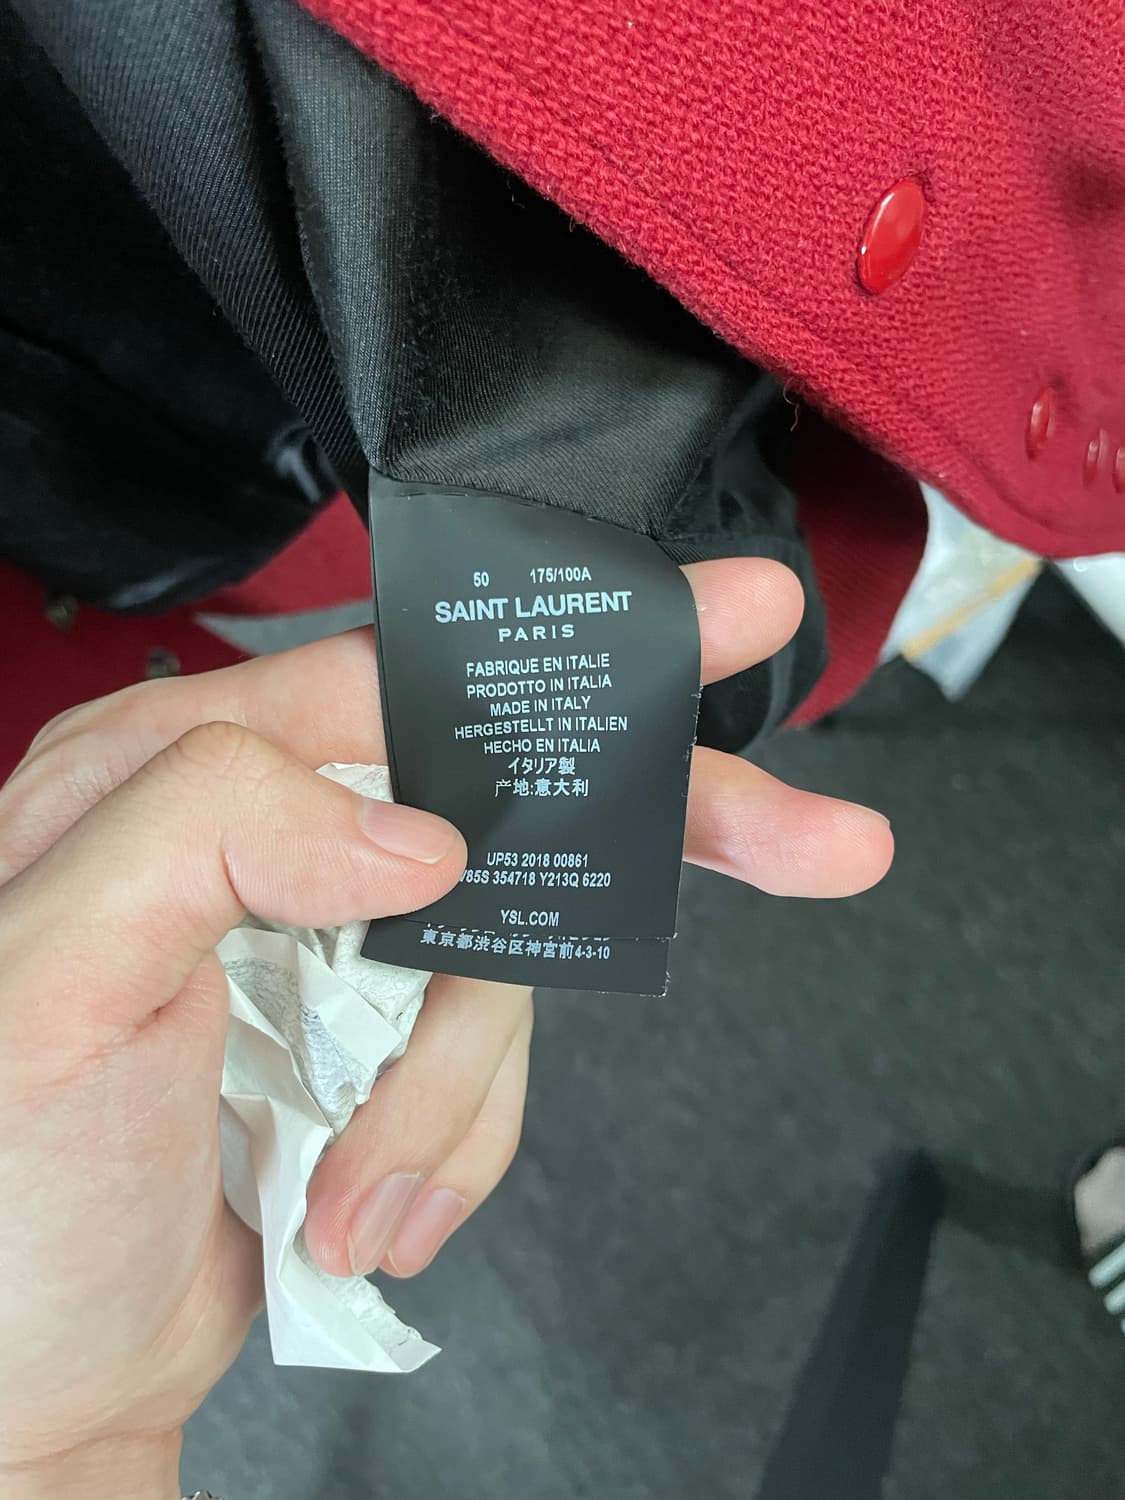 50 175/100A
SAINT LAURENT
PARIS
FABRIQUE EN ITALIE
PRODOTTO IN ITALIA
MADE IN ITALY
HERGESTELLT IN ITALIEN
HECHO EN ITALIA
イタリア製
产地:意大利
UP53 2018 00861
354718 Y213Q 6220
YSL.COM
東京都渋谷区神宮前4-3-10